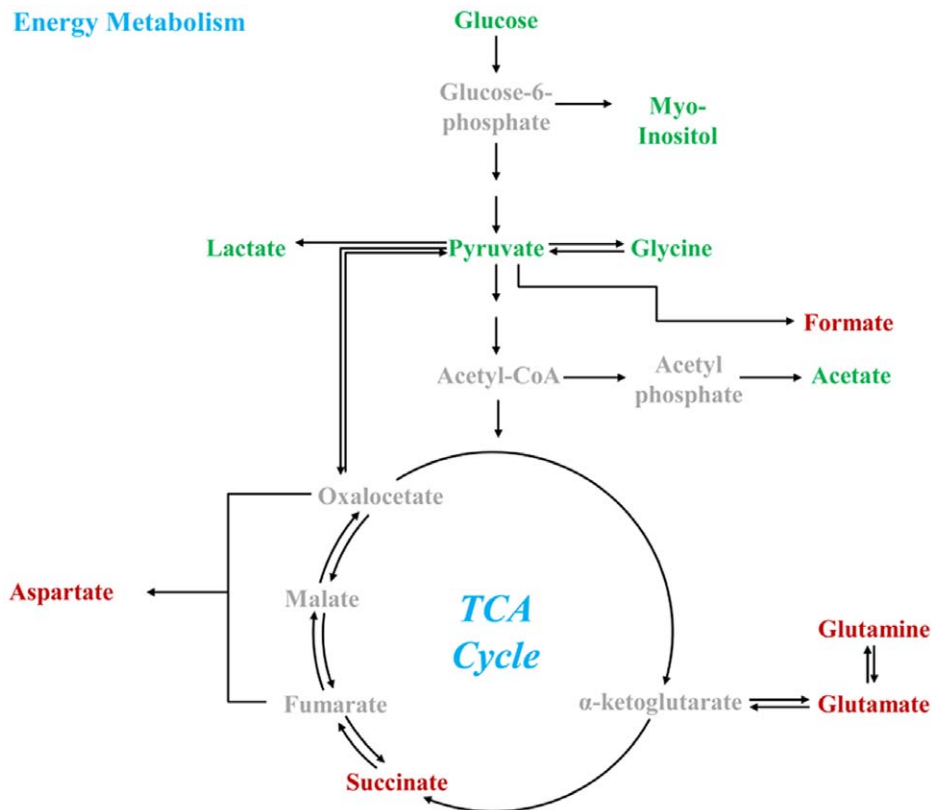 Energy Metabolism
Glucose
Glucose-6-
phosphate
Myo-
Inositol
Lactate
Pyruvate
Glycine
Formate
Acetyl-CoA
Acetyl
phosphate
Acetate
Oxalocetate
Aspartate
Malate
TCA
Cycle
Glutamine
Fumarate
α-ketoglutarate
Glutamate
Succinate